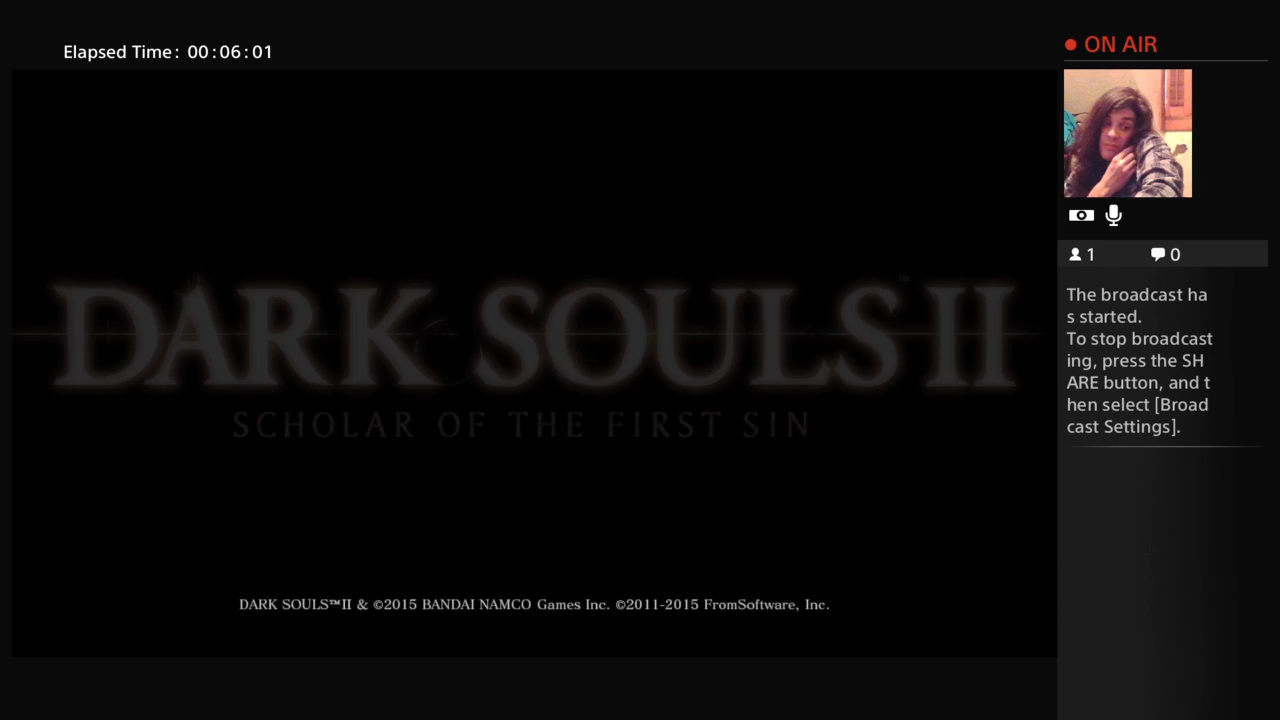 Elapsed Time: 00:06:01
ON AIR
1 0
The broadcast ha
s started.
To stop broadcast
ing, press the SH
ARE button, and t
hen select [Broad
cast Settings].
DARK SOULS II™
SCHOLAR OF THE FIRST SIN
DARK SOULS™II & ©2015 BANDAI NAMCO Games Inc. ©2011-2015 FromSoftware, Inc.